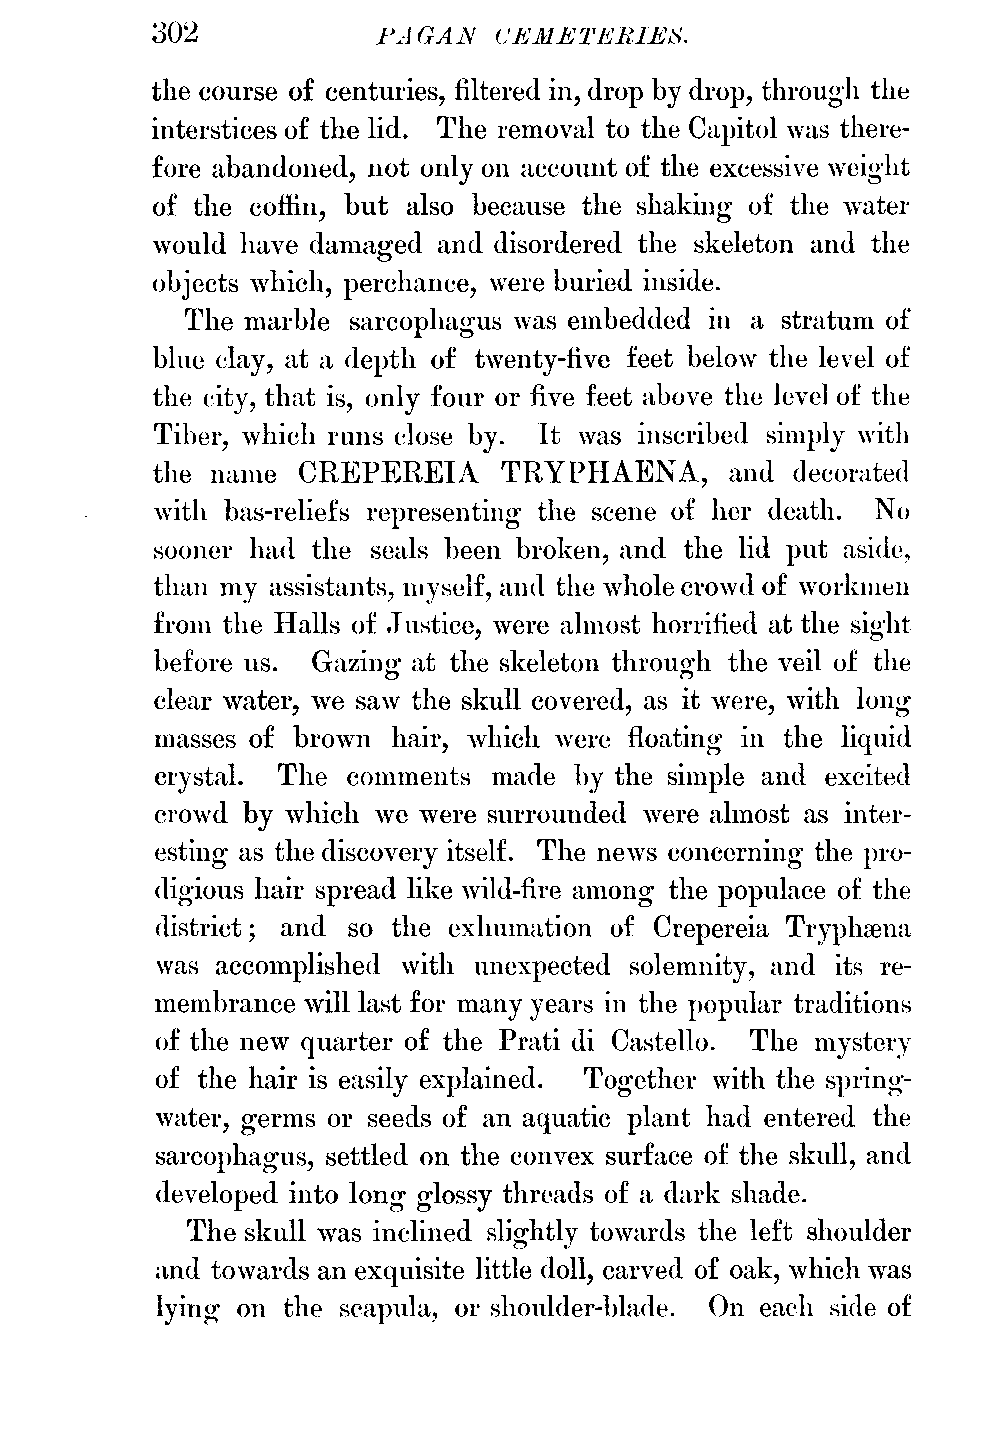 302 PAGAN CEMETERIES.
the course of centuries, filtered in, drop by drop, through the
interstices of the lid. The removal to the Capitol was there-
fore abandoned, not only on account of the excessive weight
of the coffin, but also because the shaking of the water
would have damaged and disordered the skeleton and the
objects which, perchance, were buried inside.
The marble sarcophagus was embedded in a stratum of
blue clay, at a depth of twenty-five feet below the level of
the city, that is, only four or five feet above the level of the
Tiber, which runs close by. It was inscribed simply with
the name CREPEREIA TRYPHAENA, and decorated
with bas-reliefs representing the scene of her death. No
sooner had the seals been broken, and the lid put aside,
than my assistants, myself, and the whole crowd of workmen
from the Halls of Justice, were almost horrified at the sight
before us. Gazing at the skeleton through the veil of the
clear water, we saw the skull covered, as it were, with long
masses of brown hair, which were floating in the liquid
crystal. The comments made by the simple and excited
crowd by which we were surrounded were almost as inter-
esting as the discovery itself. The news concerning the pro-
digious hair spread like wild-fire among the populace of the
district; and so the exhumation of Crepereia Tryphæna
was accomplished with unexpected solemnity, and its re-
membrance will last for many years in the popular traditions
of the new quarter of the Prati di Castello. The mystery
of the hair is easily explained. Together with the spring-
water, germs or seeds of an aquatic plant had entered the
sarcophagus, settled on the convex surface of the skull, and
developed into long glossy threads of a dark shade.
The skull was inclined slightly towards the left shoulder
and towards an exquisite little doll, carved of oak, which was
lying on the scapula, or shoulder-blade. On each side of